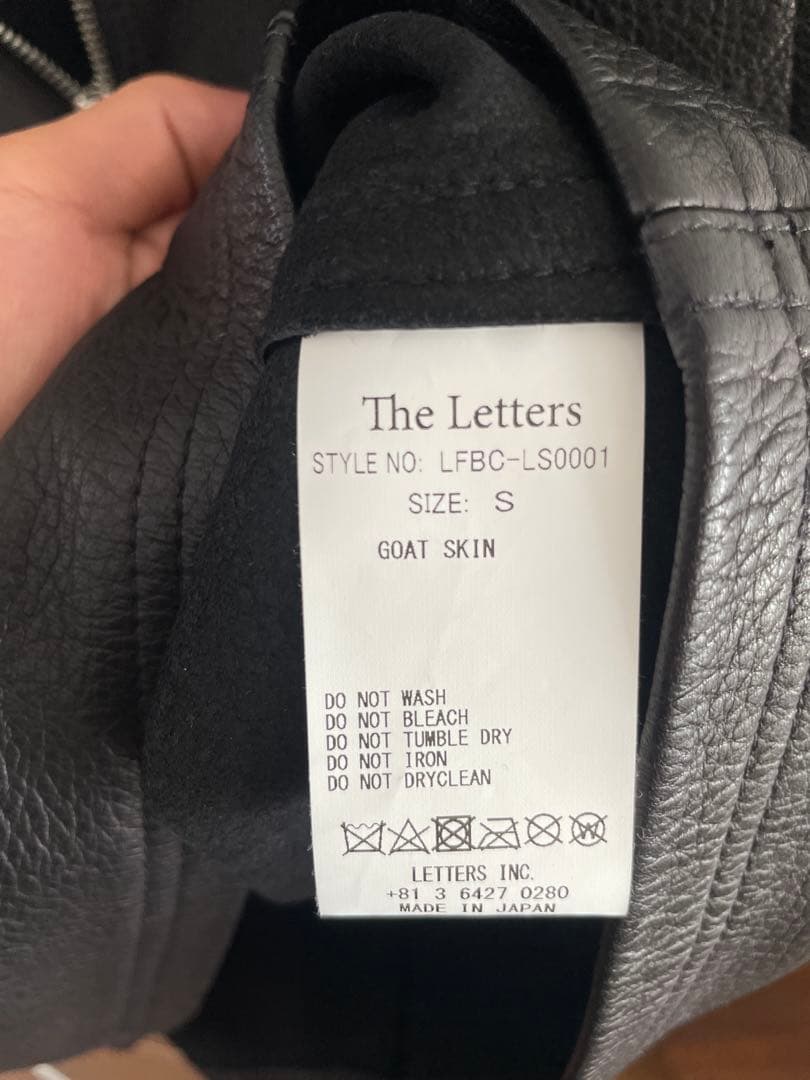 The Letters
STYLE NO: LFBC-LS0001
SIZE: S
GOAT SKIN
DO NOT WASH
DO NOT BLEACH
DO NOT TUMBLE DRY
DO NOT IRON
DO NOT DRYCLEAN
W
LETTERS INC.
+81 3 6427 0280
MADE IN JAPAN